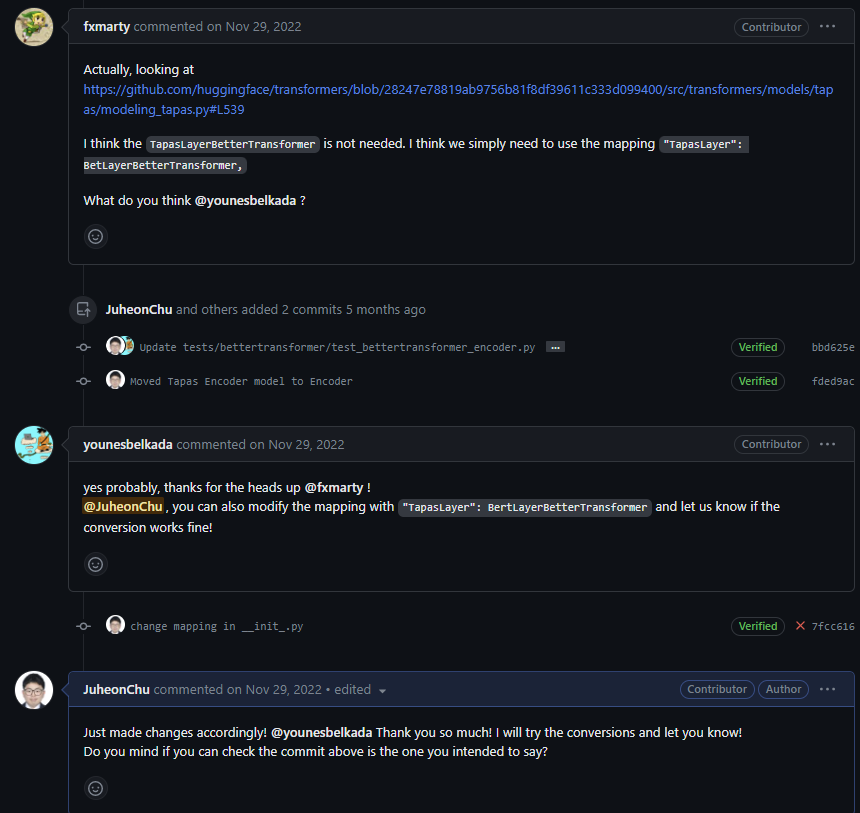 fxmarty commented on Nov 29, 2022
Contributor
Actually, looking at
https://github.com/huggingface/transformers/blob/28247e78819ab9756b81f8df39611c333d099400/src/transformers/models/tap
as/modeling_tapas.py#L539
I think the TapasLayerBetterTransformer is not needed. I think we simply need to use the mapping "TapasLayer":
BetLayerBetterTransformer,
What do you think @younesbelkada ?
JuheonChu and others added 2 commits 5 months ago
Update tests/bettertransformer/test_bettertransformer_encoder.py
Verified
bbd625e
Moved Tapas Encoder model to Encoder
Verified
fded9ac
younesbelkada commented on Nov 29, 2022
Contributor
yes probably, thanks for the heads up @fxmarty !
@JuheonChu, you can also modify the mapping with "TapasLayer": BertLayerBetterTransformer and let us know if the
conversion works fine!
change mapping in __init_.py
Verified
7fcc616
JuheonChu commented on Nov 29, 2022 • edited
Contributor
Author
Just made changes accordingly! @younesbelkada Thank you so much! I will try the conversions and let you know!
Do you mind if you can check the commit above is the one you intended to say?